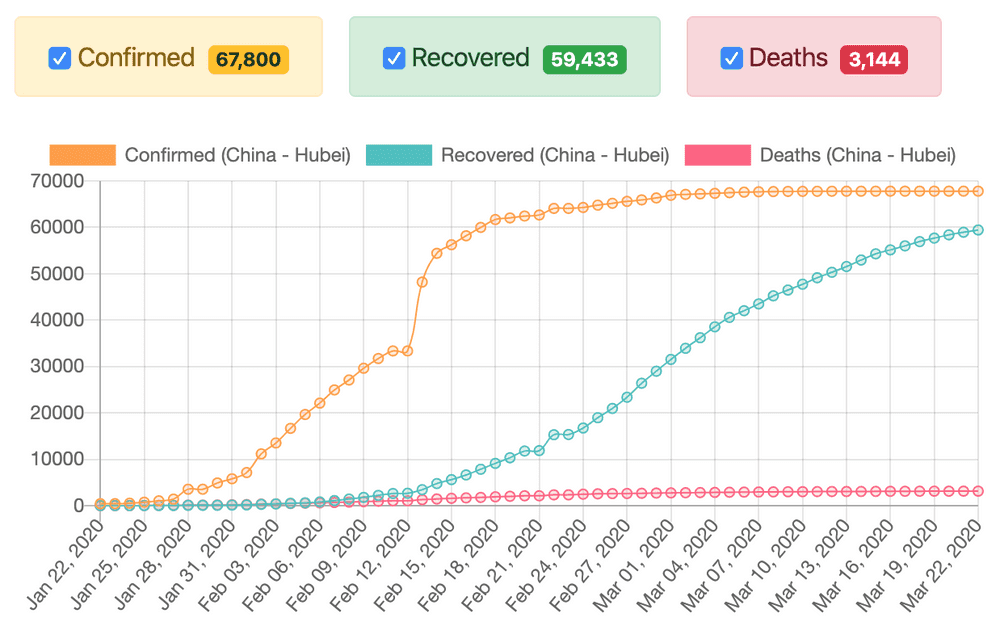 Confirmed 67,800 Recovered 59,433 Deaths 3,144
Confirmed (China - Hubei) Recovered (China - Hubei) Deaths (China - Hubei)
70000
60000
50000
40000
30000
20000
10000
0
Jan 22, 2020 Jan 25, 2020 Jan 28, 2020 Jan 31, 2020 Feb 03, 2020 Feb 06, 2020 Feb 09, 2020 Feb 12, 2020 Feb 15, 2020 Feb 18, 2020 Feb 21, 2020 Feb 24, 2020 Feb 27, 2020 Mar 01, 2020 Mar 04, 2020 Mar 07, 2020 Mar 10, 2020 Mar 13, 2020 Mar 16, 2020 Mar 19, 2020 Mar 22, 2020